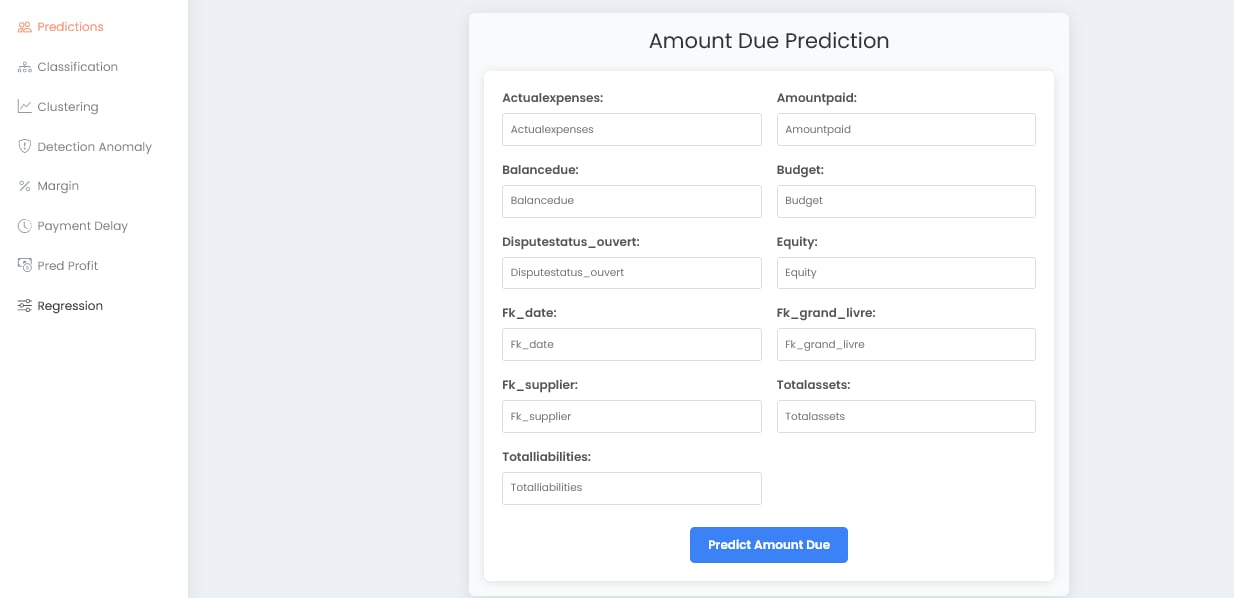 Predictions
Classification
Clustering
Detection Anomaly
Margin
Payment Delay
Pred Profit
Regression
Amount Due Prediction
Actualexpenses: Amountpaid:
Actualexpenses Amountpaid
Balancedue: Budget:
Balancedue Budget
Disputestatus_ouvert: Equity:
Disputestatus_ouvert Equity
Fk_date: Fk_grand_livre:
Fk_date Fk_grand_livre
Fk_supplier: Totalassets:
Fk_supplier Totalassets
Totalliabilities:
Totalliabilities
Predict Amount Due